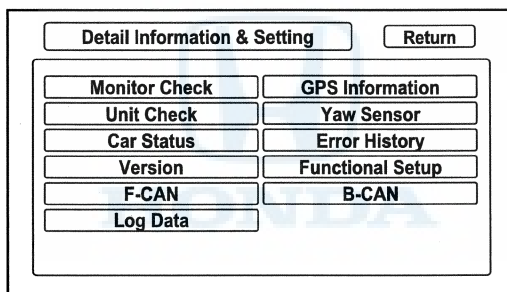 Detail Information & Setting Return
Monitor Check GPS Information
Unit Check Yaw Sensor
Car Status Error History
Version Functional Setup
F-CAN B-CAN
Log Data
HONDA